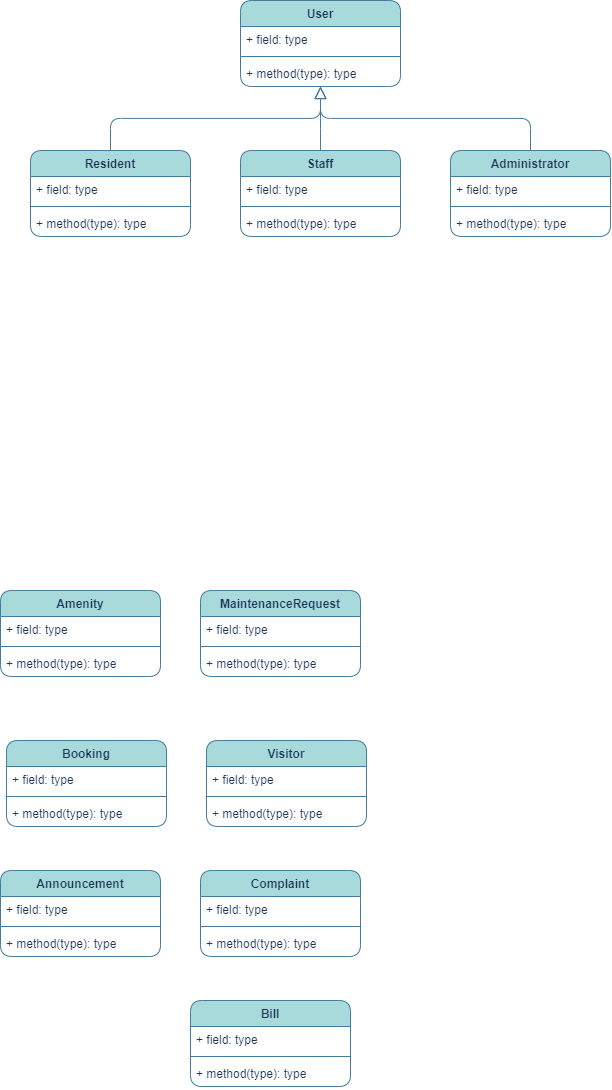 User
+ field: type
+ method(type): type
Resident
+ field: type
+ method(type): type
Staff
+ field: type
+ method(type): type
Administrator
+ field: type
+ method(type): type
Amenity
+ field: type
+ method(type): type
MaintenanceRequest
+ field: type
+ method(type): type
Booking
+ field: type
+ method(type): type
Visitor
+ field: type
+ method(type): type
Announcement
+ field: type
+ method(type): type
Complaint
+ field: type
+ method(type): type
Bill
+ field: type
+ method(type): type